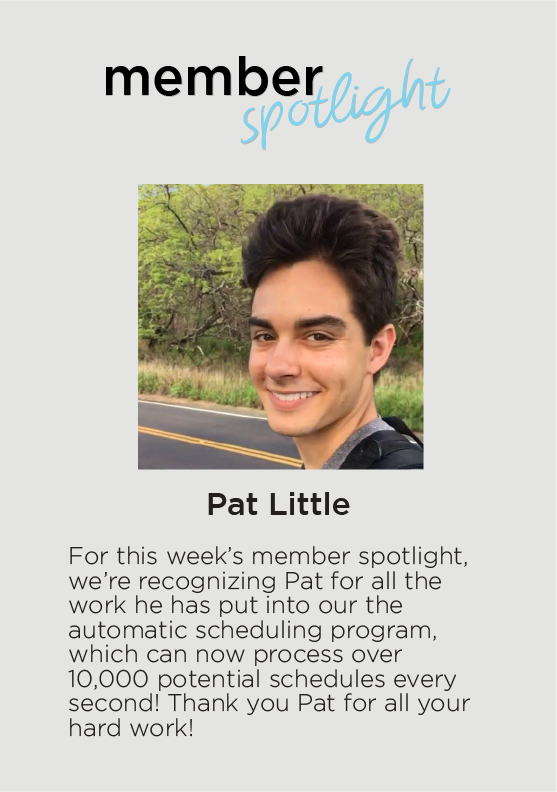 member
spotlight
Pat Little
For this week’s member spotlight,
we’re recognizing Pat for all the
work he has put into our the
automatic scheduling program,
which can now process over
10,000 potential schedules every
second! Thank you Pat for all your
hard work!